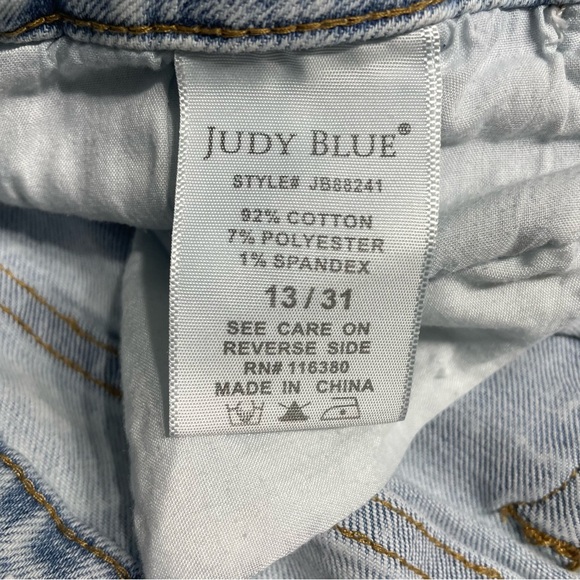 JUDY BLUE®
STYLE# JB88241
92% COTTON
7% POLYESTER
1% SPANDEX
13 / 31
SEE CARE ON
REVERSE SIDE
RN# 116380
MADE IN CHINA